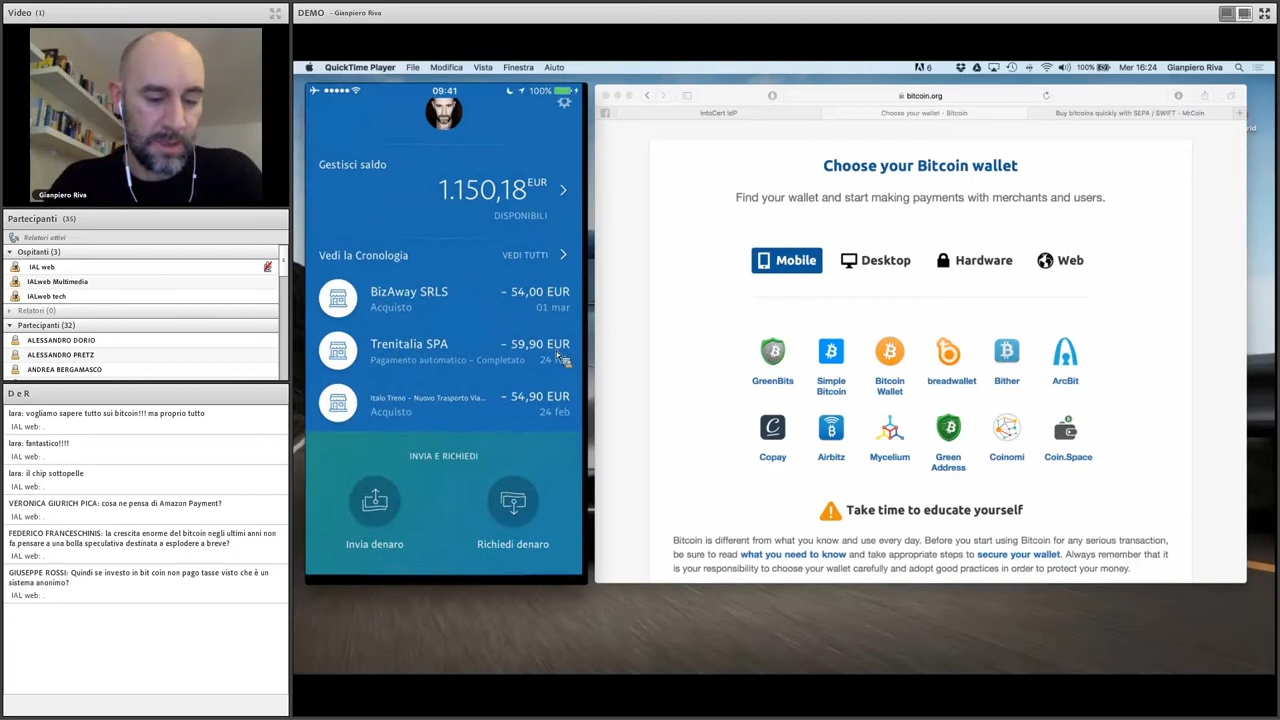 Video (1)
Gianpiero Riva
Partecipanti (35)
Relatori attivi
Ospitanti (3)
IAL web
IALweb Multimedia
IALweb tech
Relatori (0)
Partecipanti (32)
ALESSANDRO DORIO
ALESSANDRO PRETZ
ANDREA BERGAMASCO
D e R
lara: vogliamo sapere tutto sui bitcoin!!! ma proprio tutto
IAL web: .
lara: fantastico!!!!
IAL web: .
lara: il chip sottopelle
IAL web: .
VERONICA GIURICH PICA: cosa ne pensa di Amazon Payment?
IAL web: .
FEDERICO FRANCESCHINIS: la crescita enorme del bitcoin negli ultimi anni non
fa pensare a una bolla speculativa destinata a esplodere a breve?
IAL web: .
GIUSEPPE ROSSI: Quindi se investo in bit coin non pago tasse visto che è un
sistema anonimo?
IAL web: .
DEMO - Gianpiero Riva
QuickTime Player File Modifica Vista Finestra Aiuto
6 100% Mer 16:24 Gianpiero Riva
09:41 100%
Gestisci saldo
1.150,18 EUR
DISPONIBILI
Vedi la Cronologia VEDI TUTTI
BizAway SRLS - 54,00 EUR
Acquisto 01 mar
Trenitalia SPA - 59,90 EUR
Pagamento automatico - Completato 24
Italo Treno - Nuovo Trasporto Via... - 54,90 EUR
Acquisto 24 feb
INVIA E RICHIEDI
Invia denaro Richiedi denaro
bitcoin.org
InfoCert IdP Choose your wallet - Bitcoin Buy bitcoins quickly with SEPA / SWIFT - MrCoin
Choose your Bitcoin wallet
Find your wallet and start making payments with merchants and users.
Mobile Desktop Hardware Web
GreenBits Simple Bitcoin Bitcoin Wallet breadwallet Bither ArcBit
Copay Airbitz Mycelium Green Address Coinomi Coin.Space
Take time to educate yourself
Bitcoin is different from what you know and use every day. Before you start using Bitcoin for any serious transaction,
be sure to read what you need to know and take appropriate steps to secure your wallet. Always remember that it
is your responsibility to choose your wallet carefully and adopt good practices in order to protect your money.